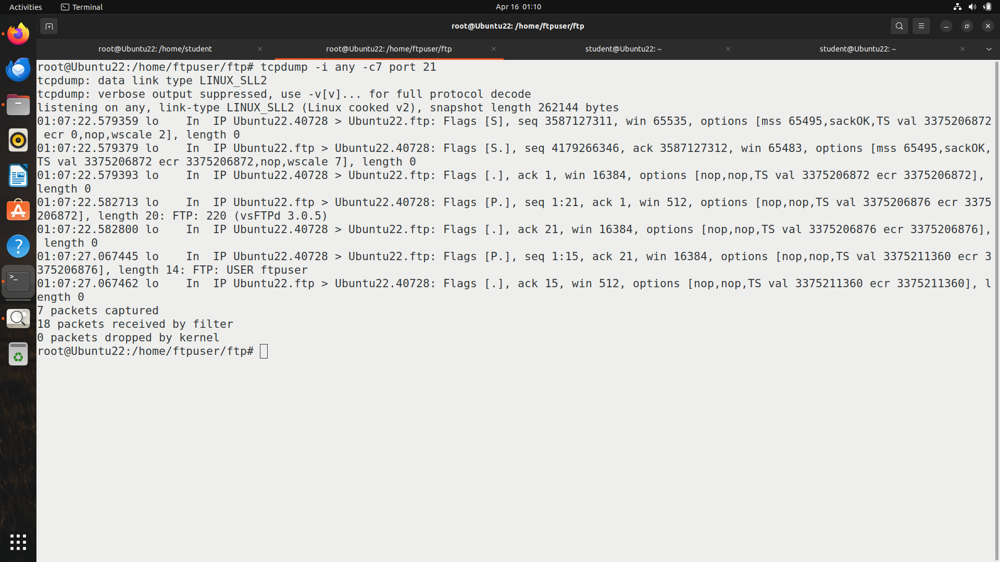 Activities Terminal Apr 16 01:10
root@Ubuntu22: /home/ftpuser/ftp
root@Ubuntu22: /home/student root@Ubuntu22: /home/ftpuser/ftp student@Ubuntu22: ~ student@Ubuntu22: ~
root@Ubuntu22:/home/ftpuser/ftp# tcpdump -i any -c7 port 21
tcpdump: data link type LINUX_SLL2
tcpdump: verbose output suppressed, use -v[v]... for full protocol decode
listening on any, link-type LINUX_SLL2 (Linux cooked v2), snapshot length 262144 bytes
01:07:22.579359 lo    In  IP Ubuntu22.40728 > Ubuntu22.ftp: Flags [S], seq 3587127311, win 65535, options [mss 65495,sackOK,TS val 3375206872
 ecr 0,nop,wscale 2], length 0
01:07:22.579379 lo    In  IP Ubuntu22.ftp > Ubuntu22.40728: Flags [S.], seq 4179266346, ack 3587127312, win 65483, options [mss 65495,sackOK,
TS val 3375206872 ecr 3375206872,nop,wscale 7], length 0
01:07:22.579393 lo    In  IP Ubuntu22.40728 > Ubuntu22.ftp: Flags [.], ack 1, win 16384, options [nop,nop,TS val 3375206872 ecr 3375206872],
length 0
01:07:22.582713 lo    In  IP Ubuntu22.ftp > Ubuntu22.40728: Flags [P.], seq 1:21, ack 1, win 512, options [nop,nop,TS val 3375206876 ecr 3375
206872], length 20: FTP: 220 (vsFTPd 3.0.5)
01:07:22.582800 lo    In  IP Ubuntu22.40728 > Ubuntu22.ftp: Flags [.], ack 21, win 16384, options [nop,nop,TS val 3375206876 ecr 3375206876],
 length 0
01:07:27.067445 lo    In  IP Ubuntu22.40728 > Ubuntu22.ftp: Flags [P.], seq 1:15, ack 21, win 16384, options [nop,nop,TS val 3375211360 ecr 3
375206876], length 14: FTP: USER ftpuser
01:07:27.067462 lo    In  IP Ubuntu22.ftp > Ubuntu22.40728: Flags [.], ack 15, win 512, options [nop,nop,TS val 3375211360 ecr 3375211360], l
ength 0
7 packets captured
18 packets received by filter
0 packets dropped by kernel
root@Ubuntu22:/home/ftpuser/ftp#